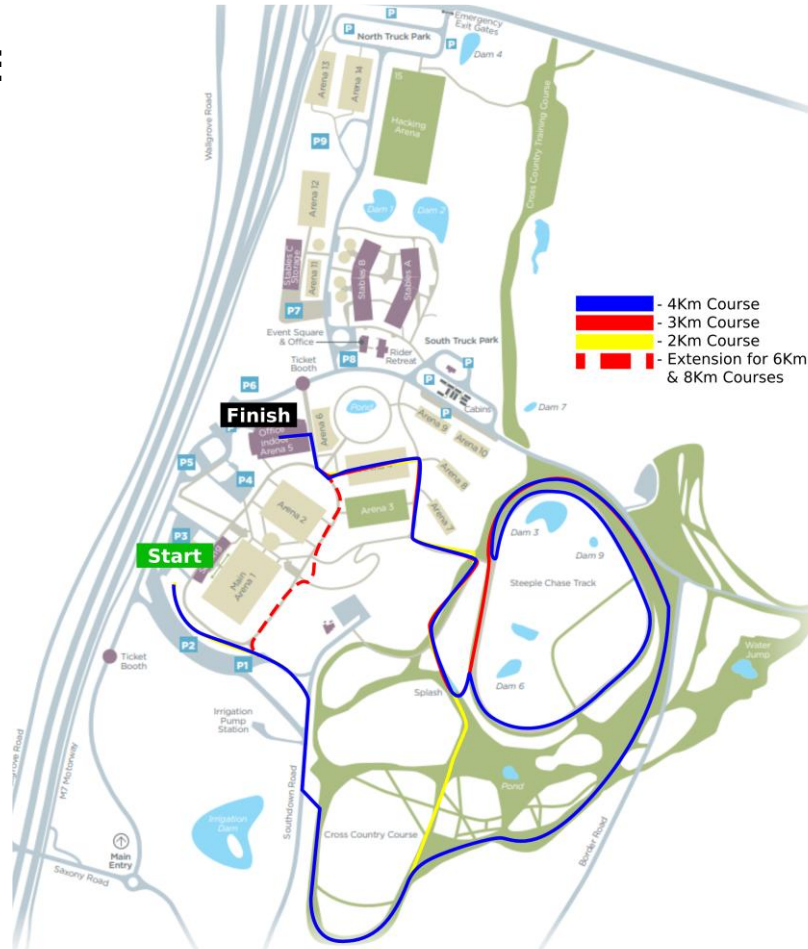 Emergency
Exit Gates
P
P
North Truck Park
P
P
Dam 4
Wallgrove Road
Arena 13
Arena 14
15
Hacking
Arena
Cross Country Training Course
P9
Arena 12
Dam 1
Dam 2
Stables C
Storage
Arena 11
Stables B
Stables A
P7
- 4Km Course
- 3Km Course
- 2Km Course
- Extension for 6Km
& 8Km Courses
Event Square
& Office
Rider
Retreat
South Truck Park
P
P8
Ticket
Booth
P
P
P6
Cabins
Dam 7
Finish
Office
Indoor
Arena 5
Arena 6
Pond
Arena 9
Arena 10
P5
P4
Arena 8
Arena 2
Arena 3
Arena 7
Dam 3
Dam 9
P3
Start
Main
Arena 1
Steeple Chase Track
P2
P1
Ticket
Booth
Splash
Dam 6
Water
Jump
Irrigation
Pump
Station
M7 Motorway
Southdown Road
Pond
Irrigation
Dam
Cross Country Course
Border Road
Main
Entry
Saxony Road